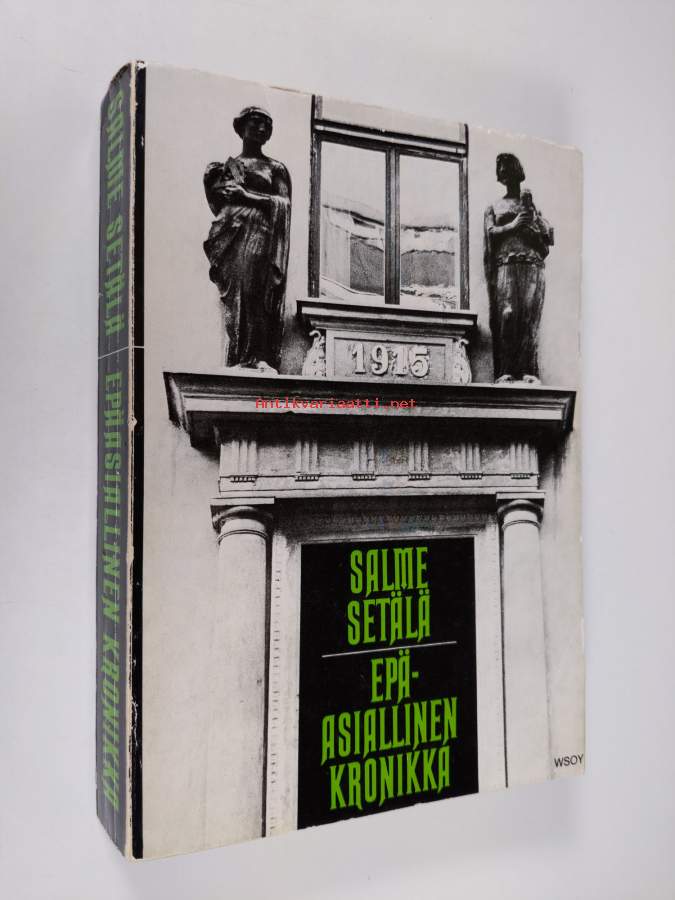 SALME SETÄLÄ EPÄASIALLINEN KRONIKKA
1915
Antikvariaatti.net
SALME
SETÄLÄ
EPÄ-
ASIALLINEN
KRONIKKA
WSOY